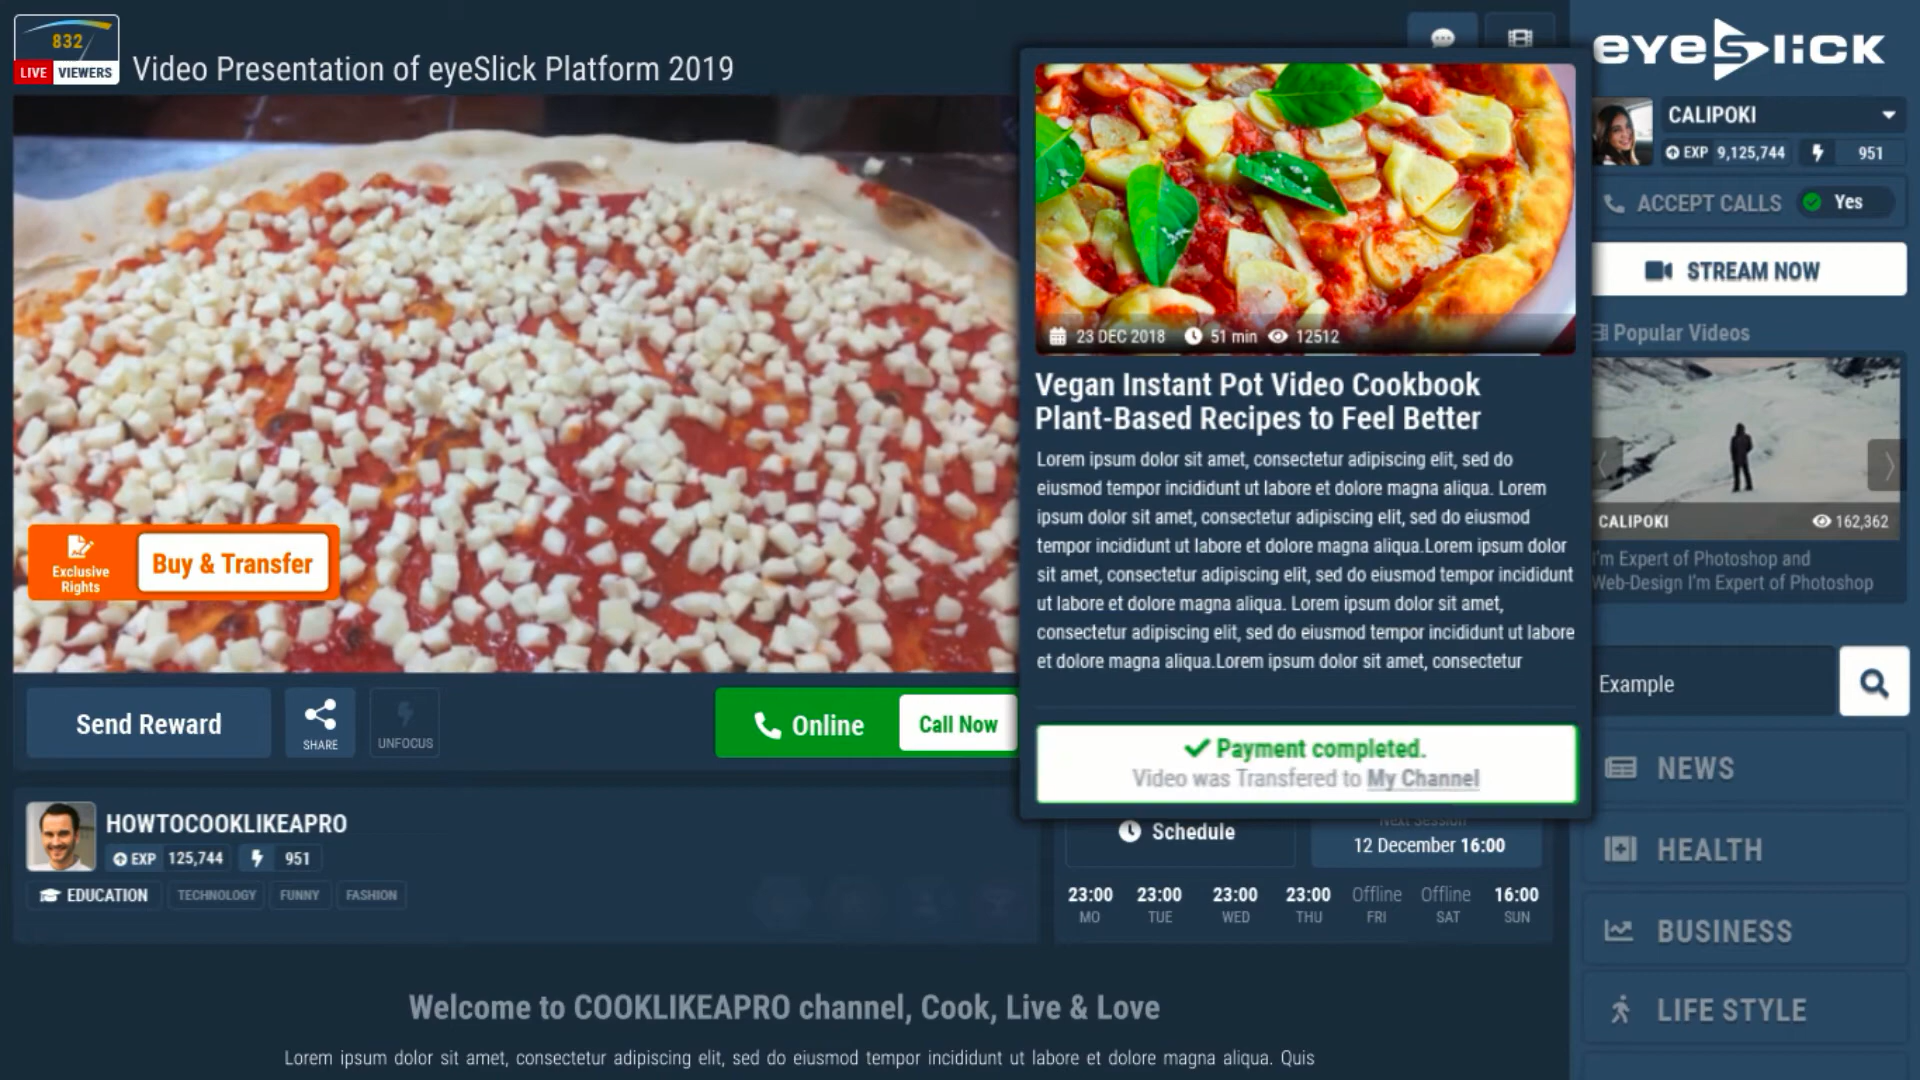 832
LIVE VIEWERS
Video Presentation of eyeSlick Platform 2019
Exclusive
Rights
Buy & Transfer
Send Reward
SHARE
UNFOCUS
Online
Call Now
HOWTOCOOKLIKEAPRO
EXP 125,744 951
EDUCATION TECHNOLOGY FUNNY FASHION
23 DEC 2018 51 min 12512
Vegan Instant Pot Video Cookbook
Plant-Based Recipes to Feel Better
Lorem ipsum dolor sit amet, consectetur adipiscing elit, sed do
eiusmod tempor incididunt ut labore et dolore magna aliqua. Lorem
ipsum dolor sit amet, consectetur adipiscing elit, sed do eiusmod
tempor incididunt ut labore et dolore magna aliqua.Lorem ipsum dolor
sit amet, consectetur adipiscing elit, sed do eiusmod tempor incididunt
ut labore et dolore magna aliqua. Lorem ipsum dolor sit amet,
consectetur adipiscing elit, sed do eiusmod tempor incididunt ut labore
et dolore magna aliqua.Lorem ipsum dolor sit amet, consectetur
Payment completed.
Video was Transfered to My Channel
Schedule
Next Session
12 December 16:00
23:00 23:00 23:00 23:00 Offline Offline 16:00
MO TUE WED THU FRI SAT SUN
Welcome to COOKLIKEAPRO channel, Cook, Live & Love
Lorem ipsum dolor sit amet, consectetur adipiscing elit, sed do eiusmod tempor incididunt ut labore et dolore magna aliqua. Quis
eyeSlick
CALIPOKI
EXP 9,125,744 951
ACCEPT CALLS Yes
STREAM NOW
Popular Videos
CALIPOKI 162,362
I'm Expert of Photoshop and
Web-Design I'm Expert of Photoshop
Example
NEWS
HEALTH
BUSINESS
LIFE STYLE